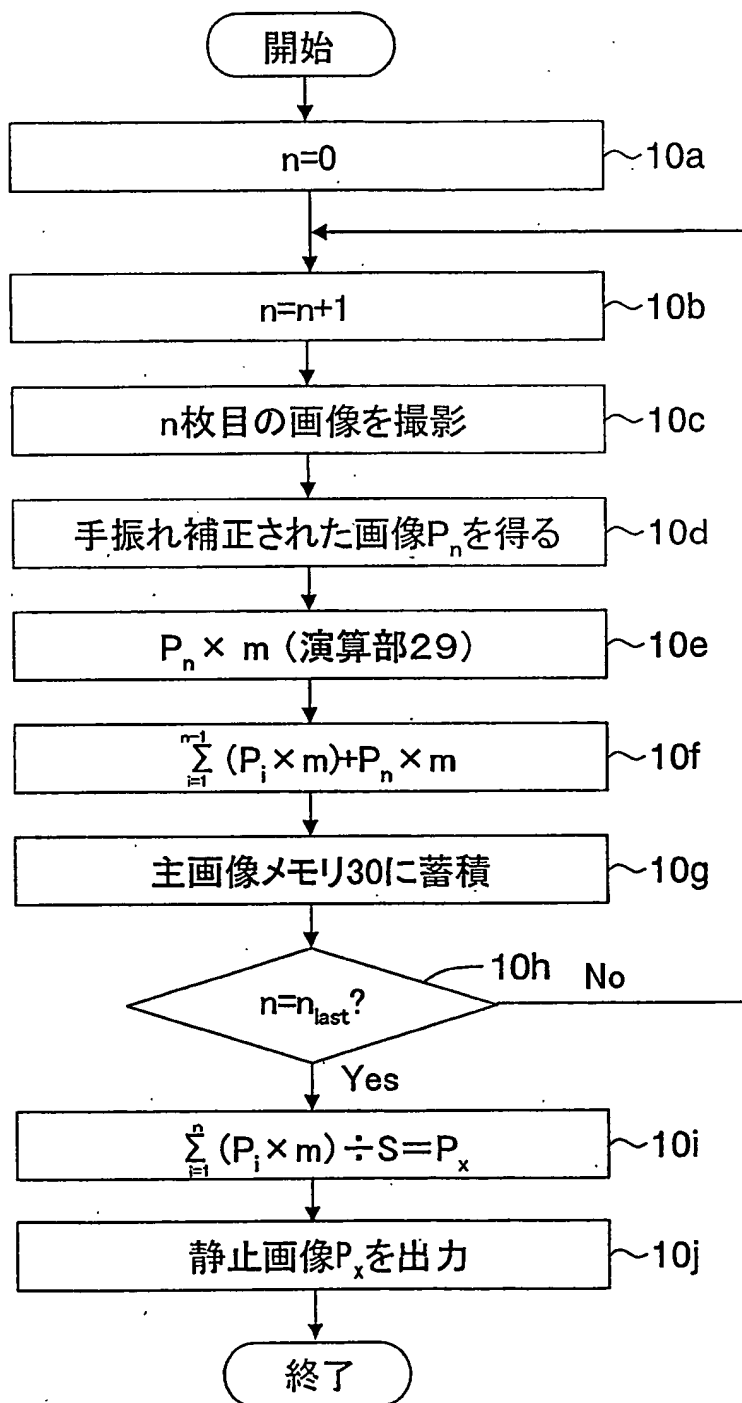 開始
n=0
10a
n=n+1
10b
n枚目の画像を撮影
10c
手振れ補正された画像Pₙを得る
10d
Pₙ× m (演算部29)
10e
n-1
Σ (Pᵢ×m)+Pₙ×m
i=1
10f
主画像メモリ30に蓄積
10g
10h
No
n=n_last?
Yes
n
Σ (Pᵢ×m)÷S=Pₓ
i=1
10i
静止画像Pₓを出力
10j
終了